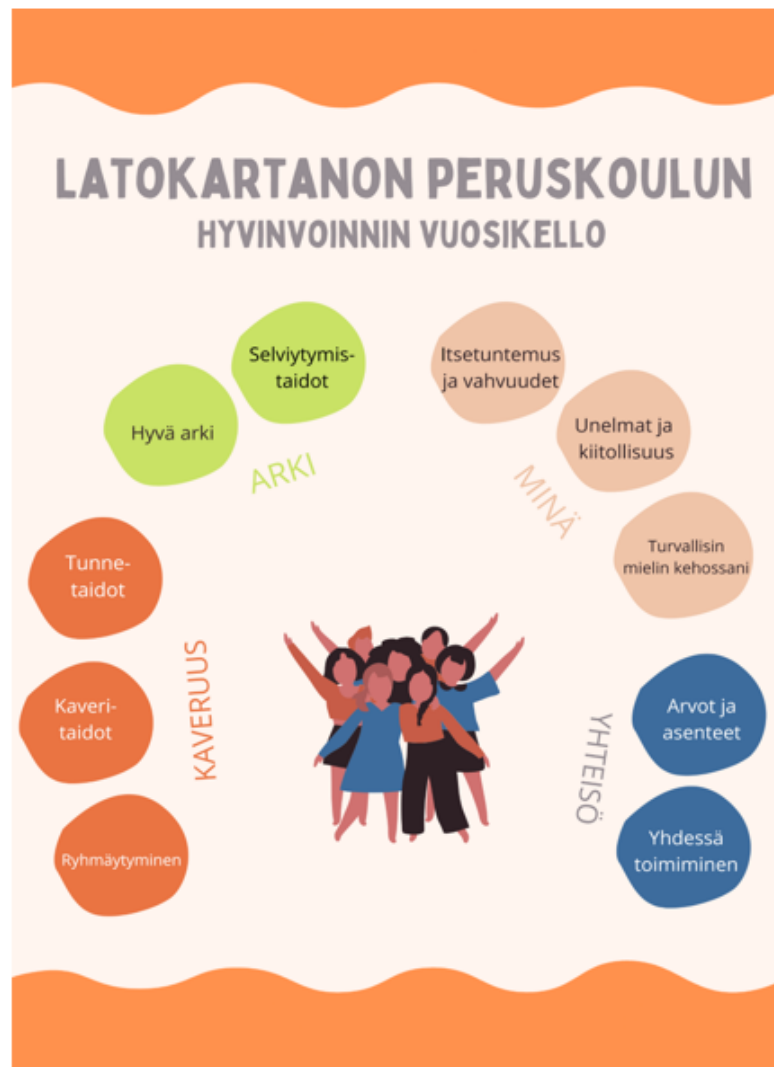 LATOKARTANON PERUSKOULUN
HYVINVOINNIN VUOSIKELLO
Selviytymis-
taidot
Hyvä arki
ARKI
Itsetuntemus
ja vahvuudet
Unelmat ja
kiitollisuus
Turvallisin
mielin kehossani
MINÄ
Tunne-
taidot
Kaveri-
taidot
Ryhmäytyminen
KAVERUUS
Arvot ja
asenteet
Yhdessä
toimiminen
YHTEISÖ